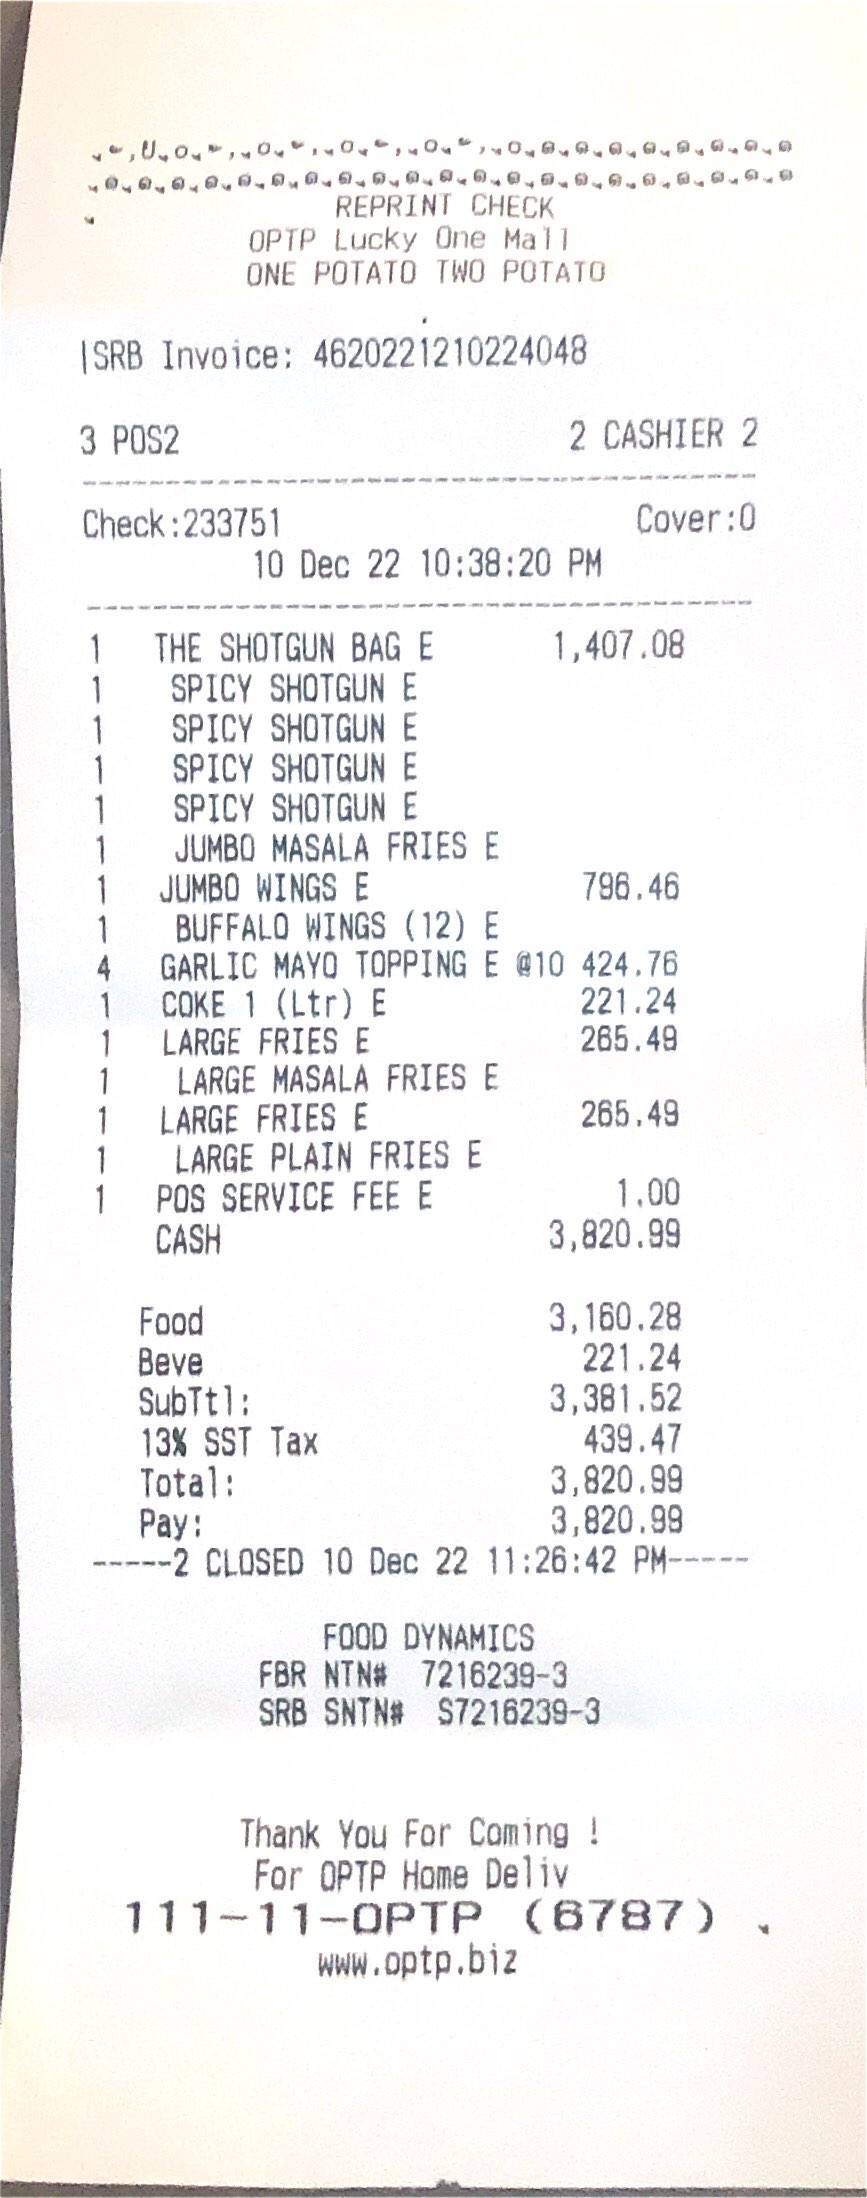 REPRINT CHECK
OPTP Lucky One Mall
ONE POTATO TWO POTATO
|SRB Invoice: 4620221210224048
3 POS2 2 CASHIER 2
Check:233751 Cover:0
10 Dec 22 10:38:20 PM
1 THE SHOTGUN BAG E 1,407.08
1 SPICY SHOTGUN E
1 SPICY SHOTGUN E
1 SPICY SHOTGUN E
1 SPICY SHOTGUN E
1 JUMBO MASALA FRIES E
1 JUMBO WINGS E 796.46
1 BUFFALO WINGS (12) E
4 GARLIC MAYO TOPPING E @10 424.76
1 COKE 1 (Ltr) E 221.24
1 LARGE FRIES E 265.49
1 LARGE MASALA FRIES E
1 LARGE FRIES E 265.49
1 LARGE PLAIN FRIES E
1 POS SERVICE FEE E 1.00
CASH 3,820.99
Food 3,160.28
Beve 221.24
SubTtl: 3,381.52
13% SST Tax 439.47
Total: 3,820.99
Pay: 3,820.99
-----2 CLOSED 10 Dec 22 11:26:42 PM-----
FOOD DYNAMICS
FBR NTN# 7216239-3
SRB SNTN# S7216239-3
Thank You For Coming !
For OPTP Home Deliv
111-11-OPTP (6787)
www.optp.biz